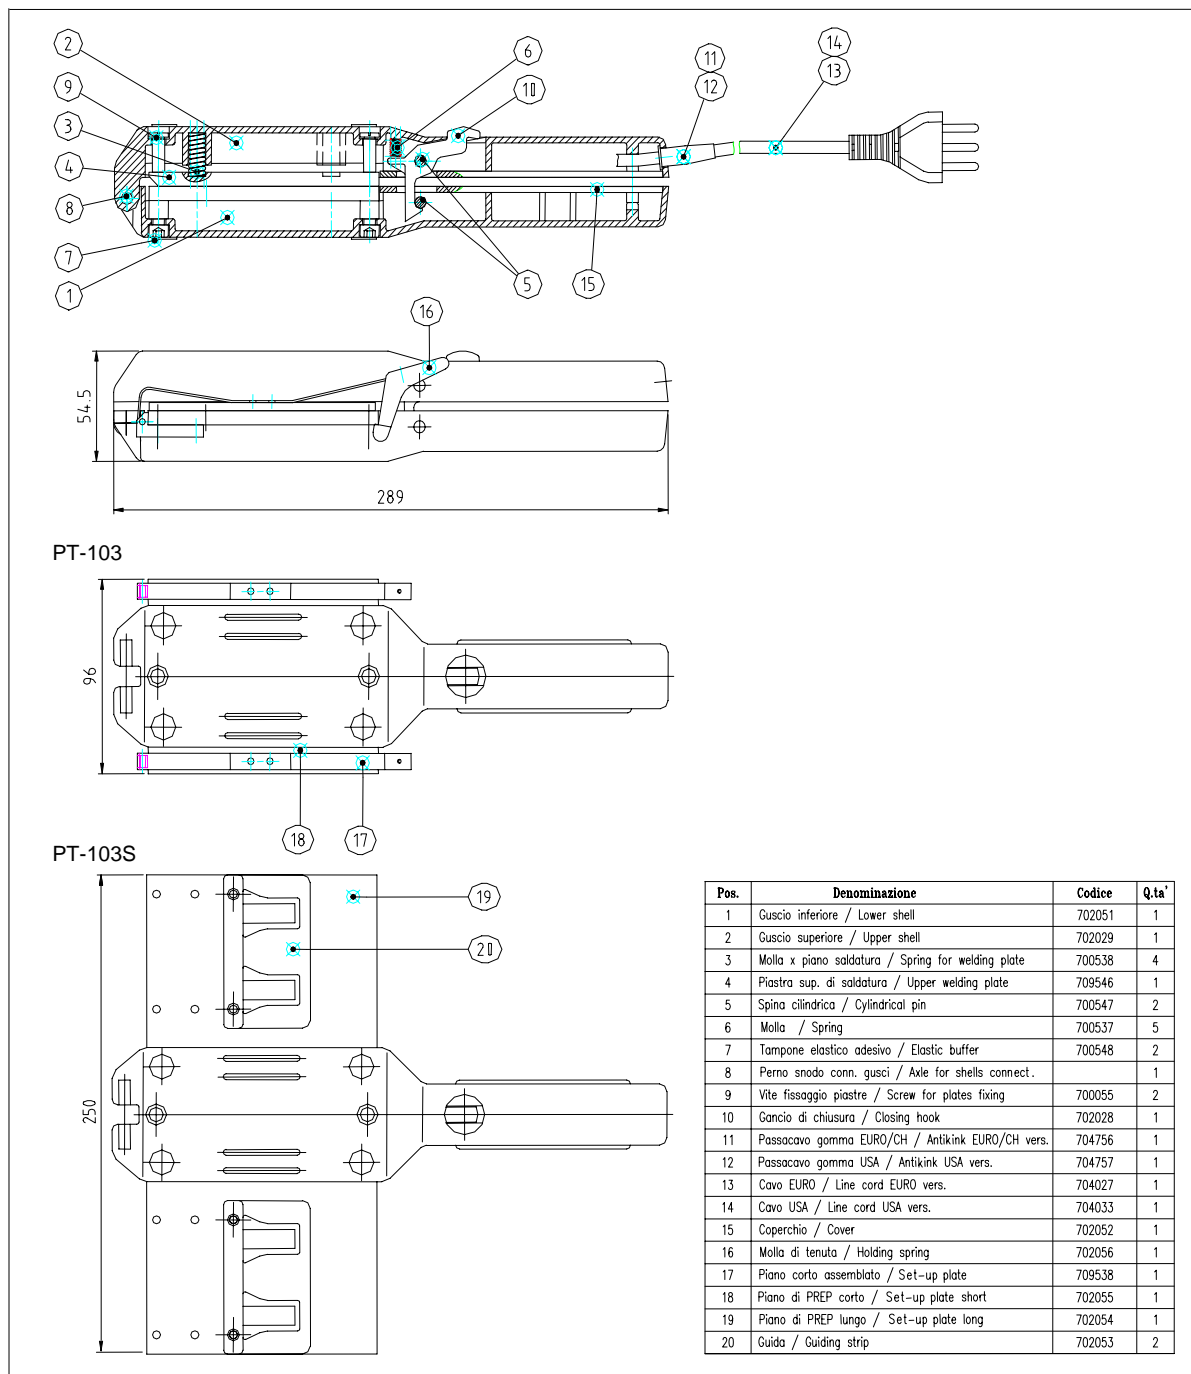 2
9
3
4
8
7
1
6
10
11
12
14
13
5
15
16
54.5
289
PT-103
96
18
17
PT-103S
19
20
250
Pos. Denominazione Codice Q.ta'
1 Guscio inferiore / Lower shell 702051 1
2 Guscio superiore / Upper shell 702029 1
3 Molla x piano saldatura / Spring for welding plate 700538 4
4 Piastra sup. di saldatura / Upper welding plate 709546 1
5 Spina cilindrica / Cylindrical pin 700547 2
6 Molla / Spring 700537 5
7 Tampone elastico adesivo / Elastic buffer 700548 2
8 Perno snodo conn. gusci / Axle for shells connect. 1
9 Vite fissaggio piastre / Screw for plates fixing 700055 2
10 Gancio di chiusura / Closing hook 702028 1
11 Passacavo gomma EURO/CH / Antikink EURO/CH vers. 704756 1
12 Passacavo gomma USA / Antikink USA vers. 704757 1
13 Cavo EURO / Line cord EURO vers. 704027 1
14 Cavo USA / Line cord USA vers. 704033 1
15 Coperchio / Cover 702052 1
16 Molla di tenuta / Holding spring 702056 1
17 Piano corto assemblato / Set-up plate 709538 1
18 Piano di PREP corto / Set-up plate short 702055 1
19 Piano di PREP lungo / Set-up plate long 702054 1
20 Guida / Guiding strip 702053 2